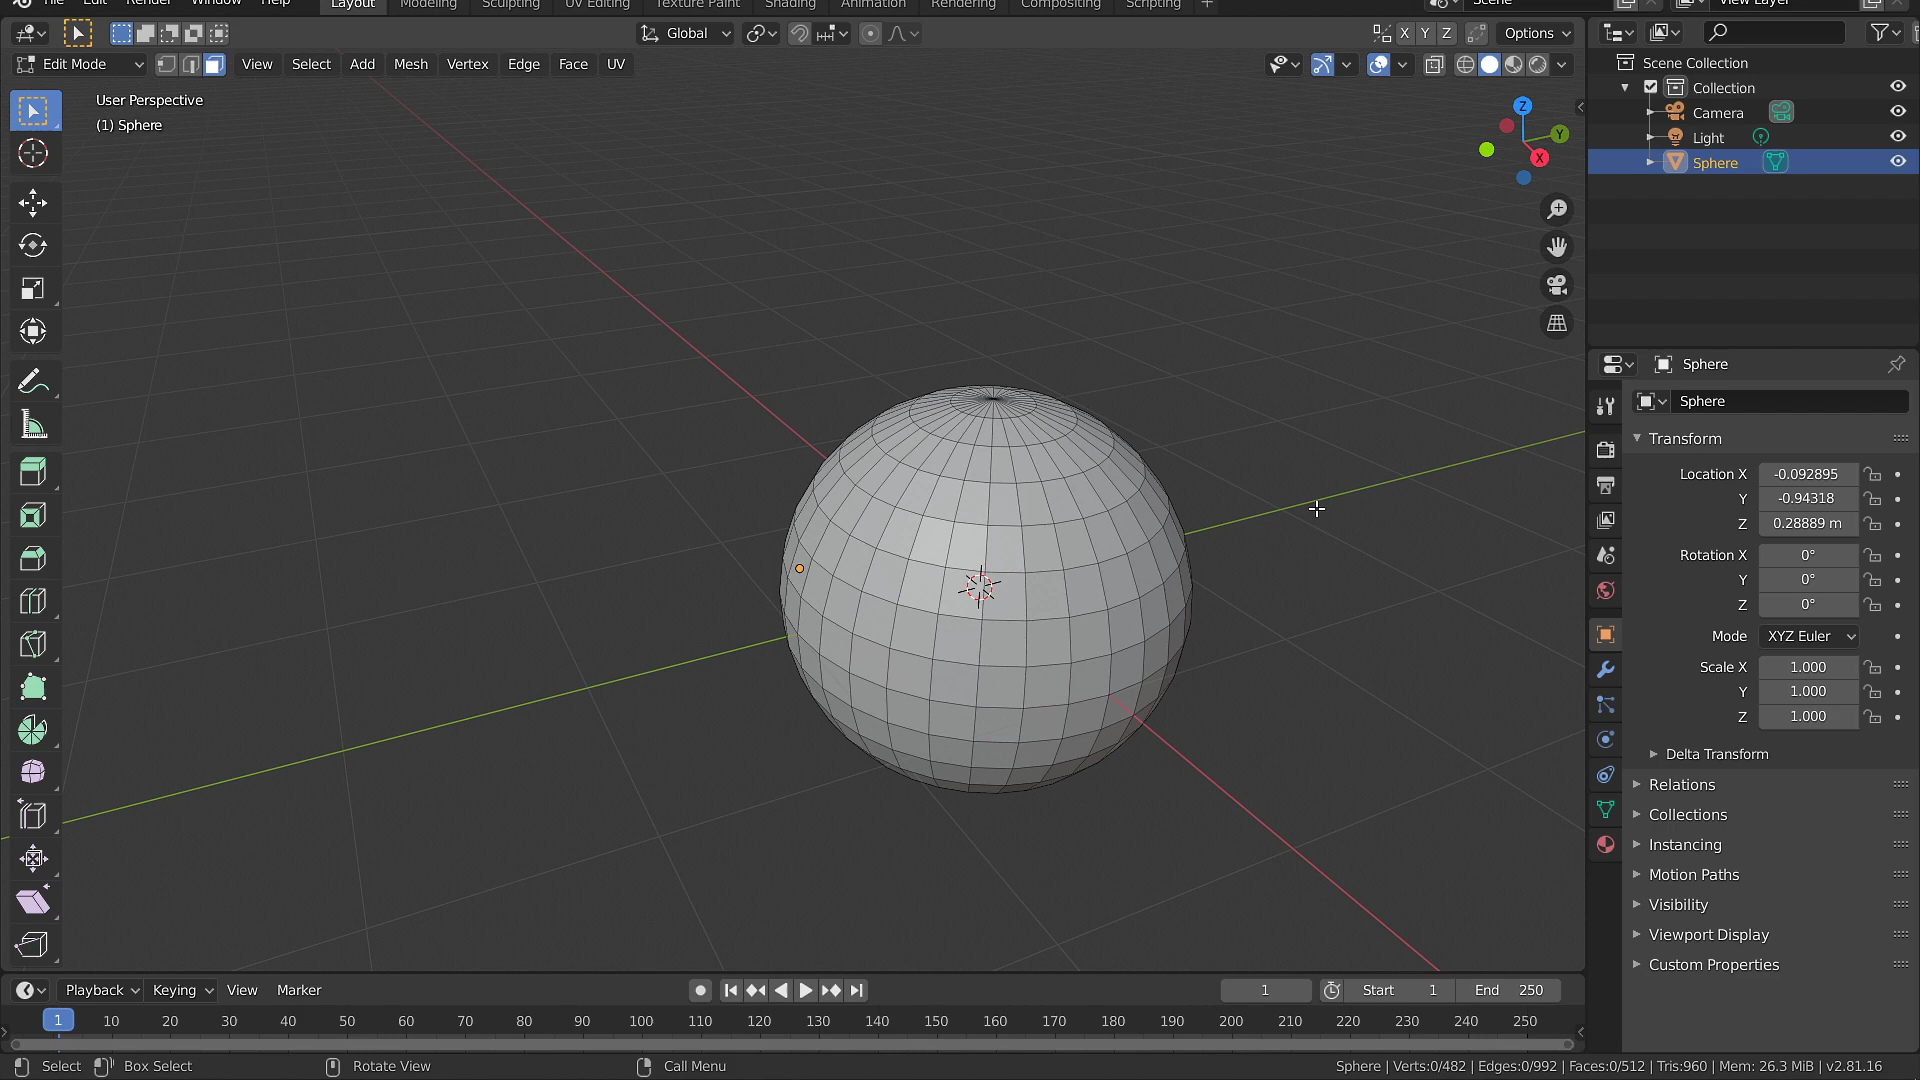 File Edit Render Window Help Layout Modeling Sculpting UV Editing Texture Paint Shading Animation Rendering Compositing Scripting + Scene View Layer
Global X Y Z Options
Edit Mode View Select Add Mesh Vertex Edge Face UV
User Perspective
(1) Sphere
Z
Y
X
Scene Collection
Collection
Camera
Light
Sphere
Sphere
Sphere
Transform
Location X -0.092895
Y -0.94318
Z 0.28889 m
Rotation X 0°
Y 0°
Z 0°
Mode XYZ Euler
Scale X 1.000
Y 1.000
Z 1.000
Delta Transform
Relations
Collections
Instancing
Motion Paths
Visibility
Viewport Display
Custom Properties
Playback Keying View Marker 1 Start 1 End 250
1 10 20 30 40 50 60 70 80 90 100 110 120 130 140 150 160 170 180 190 200 210 220 230 240 250
Select Box Select Rotate View Call Menu Sphere | Verts:0/482 | Edges:0/992 | Faces:0/512 | Tris:960 | Mem: 26.3 MiB | v2.81.16